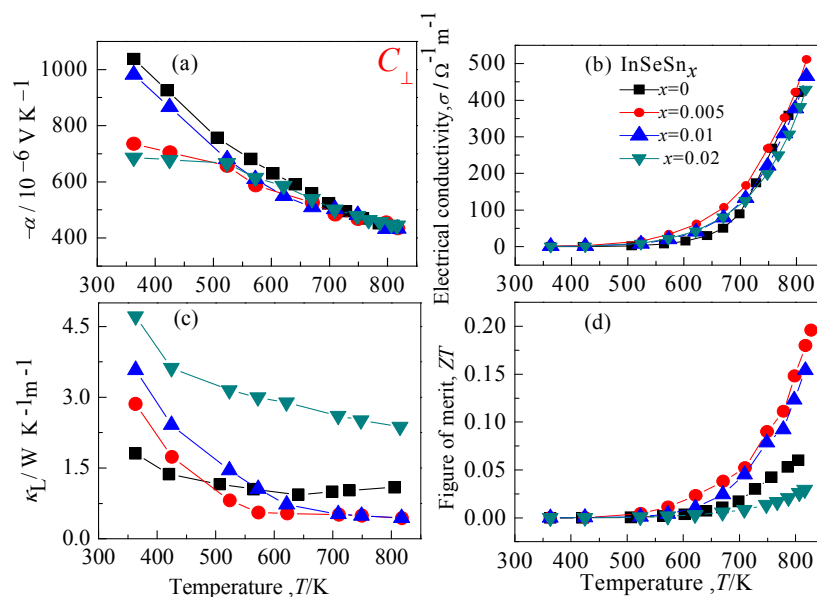 (a)
C⊥
1000
800
600
400
-α / 10⁻⁶ V K⁻¹
300 400 500 600 700 800
(b) InSeSnₓ
x=0
x=0.005
x=0.01
x=0.02
500
400
300
200
100
0
Electrical conductivity,σ / Ω⁻¹ m⁻¹
300 400 500 600 700 800
(c)
4.5
3.0
1.5
0.0
κL / W K -1m -1
300 400 500 600 700 800
Temperature ,T/K
(d)
0.20
0.15
0.10
0.05
0.00
Figure of merit, ZT
300 400 500 600 700 800
Temperature ,T/K